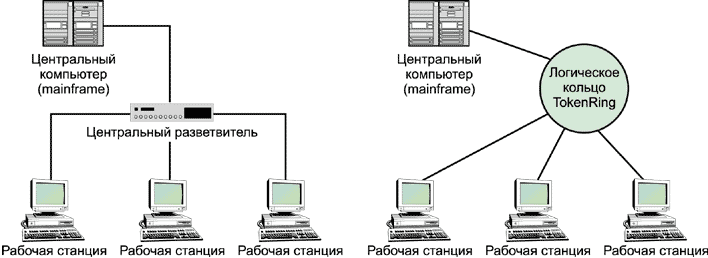 Центральный
компьютер
(mainframe)
Центральный разветвитель
Рабочая станция
Рабочая станция
Рабочая станция
Центральный
компьютер
(mainframe)
Логическое
кольцо
TokenRing
Рабочая станция
Рабочая станция
Рабочая станция